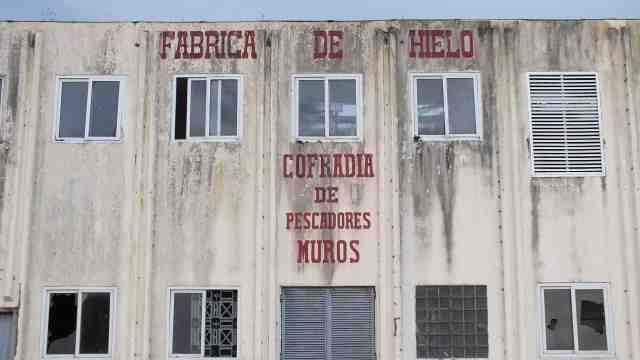 FABRICA DE HIELO
COFRADIA
DE
PESCADORES
MUROS